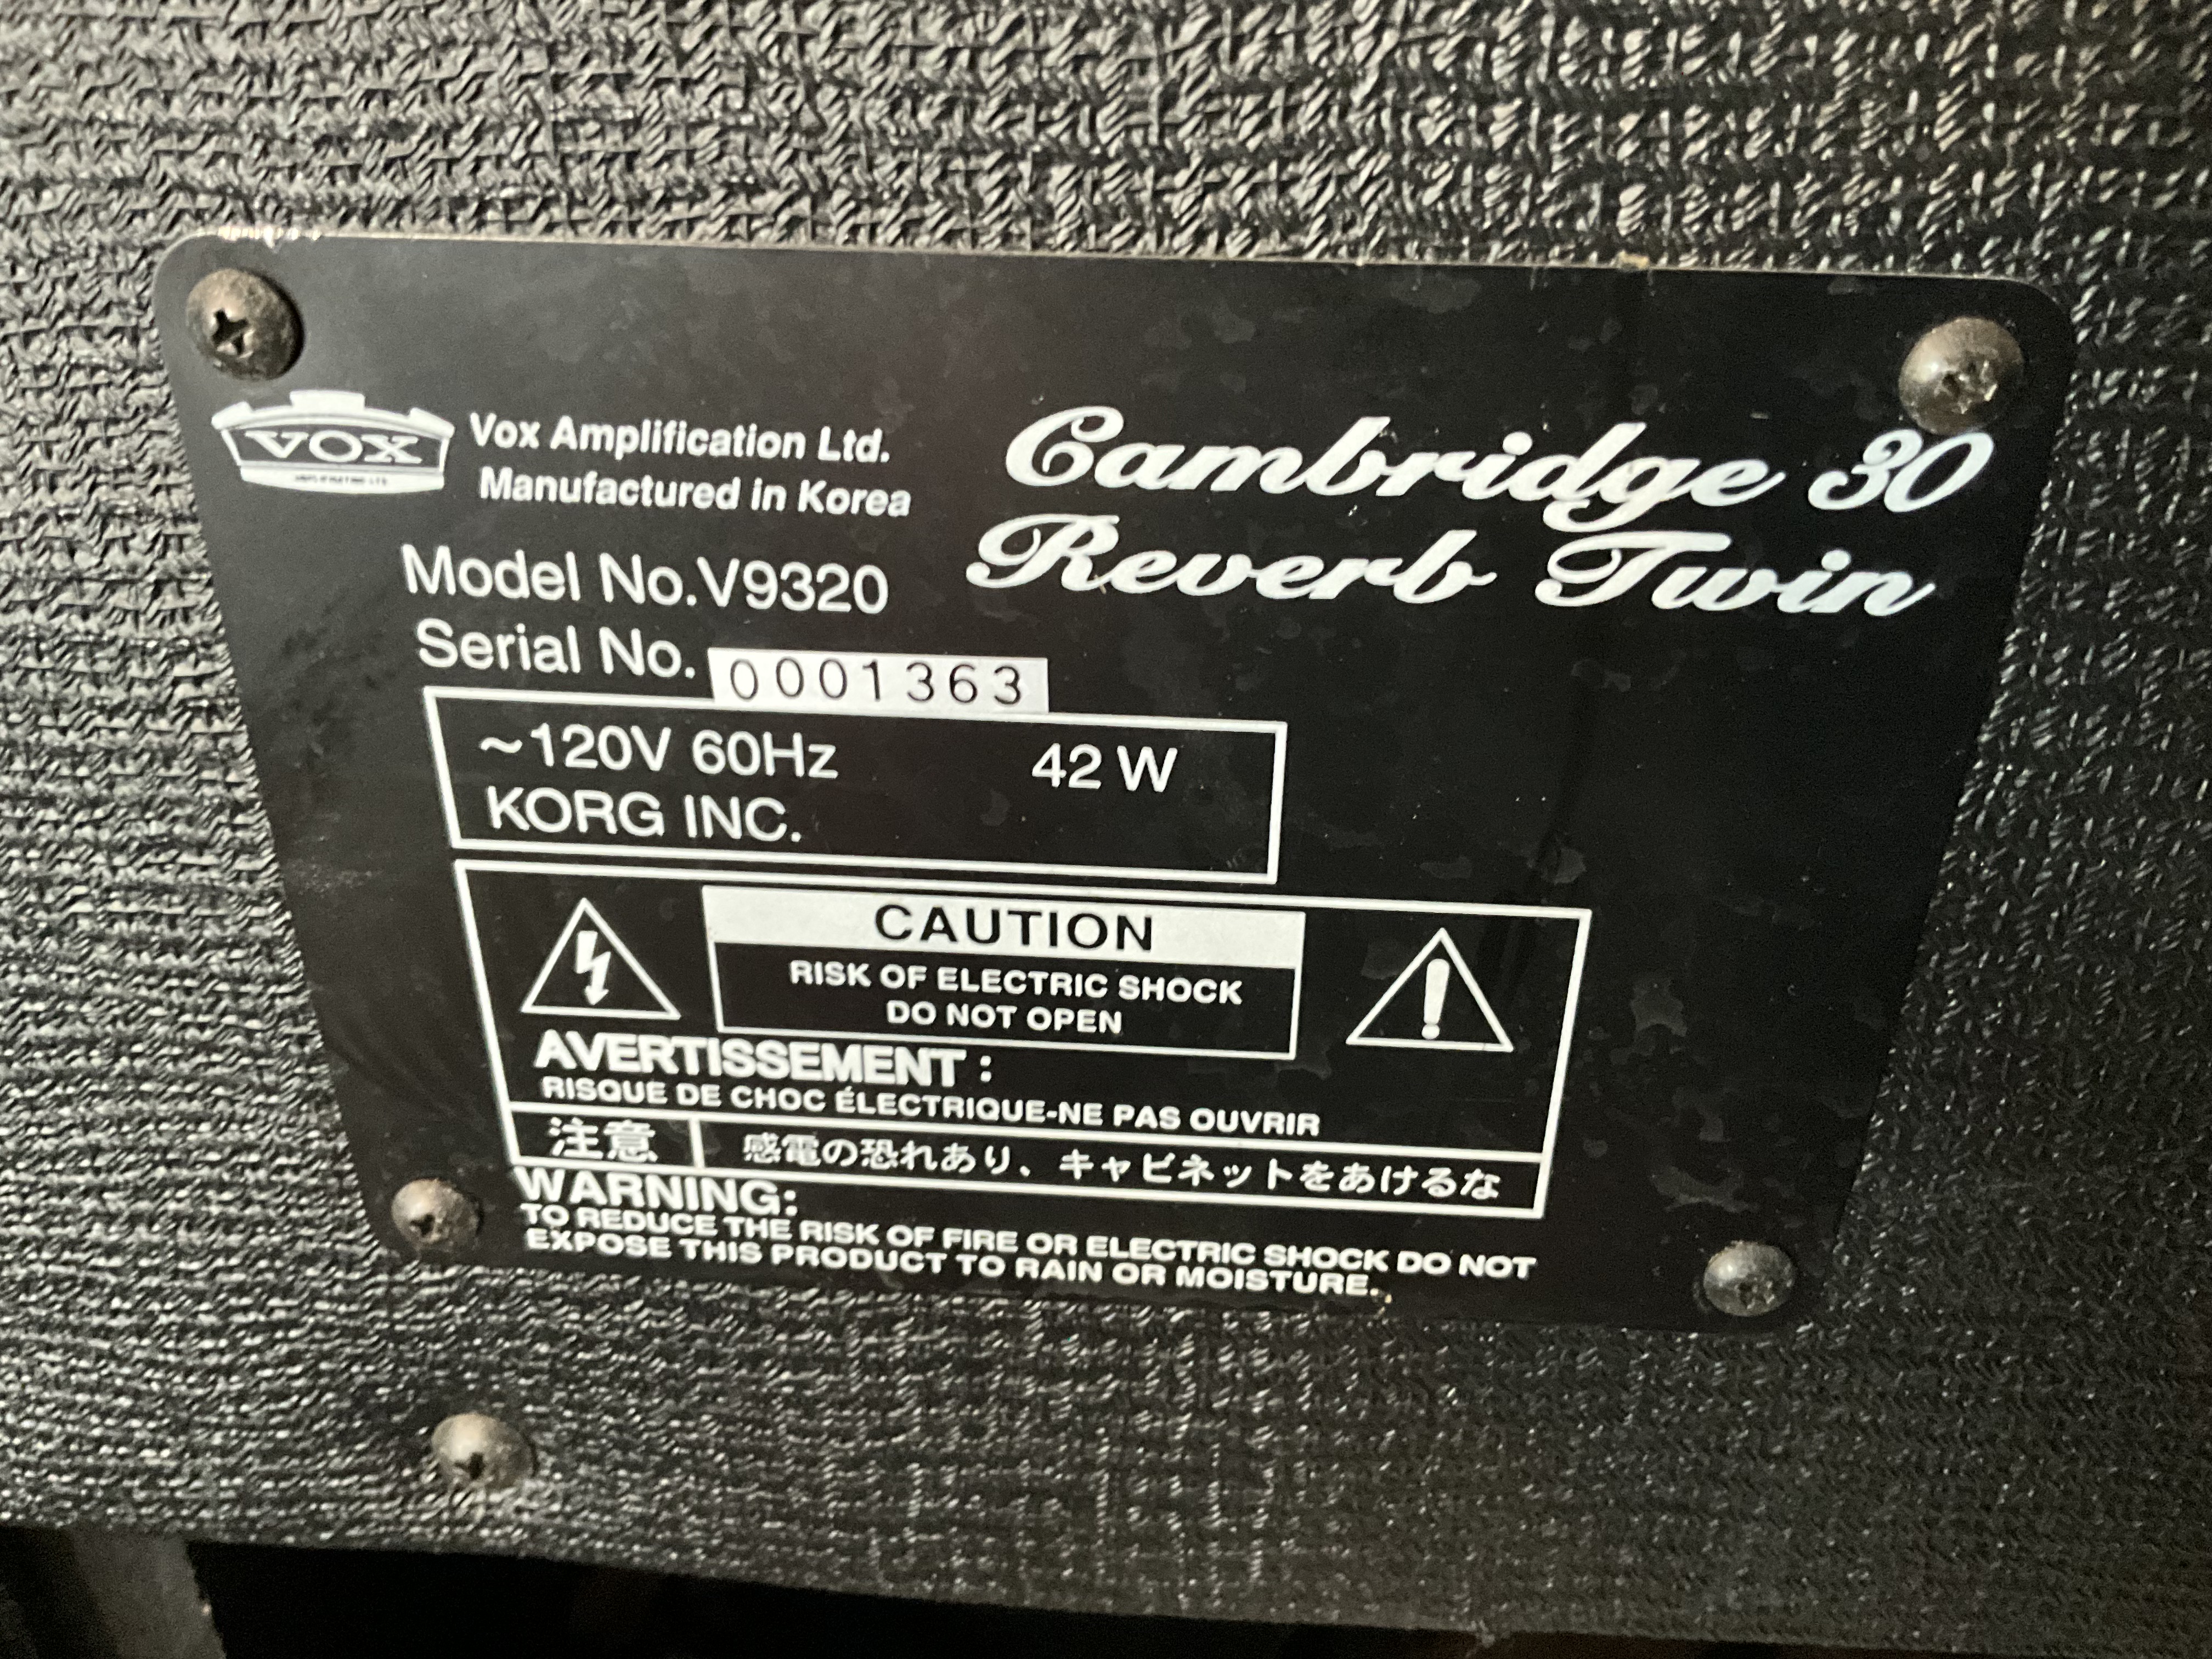 VOX
Vox Amplification Ltd.
Manufactured in Korea
Cambridge 30
Reverb Twin
Model No.V9320
Serial No. 0001363
~120V 60Hz 42 W
KORG INC.
CAUTION
RISK OF ELECTRIC SHOCK
DO NOT OPEN
AVERTISSEMENT :
RISQUE DE CHOC ÉLECTRIQUE-NE PAS OUVRIR
注意 感電の恐れあり、キャビネットをあけるな
WARNING:
TO REDUCE THE RISK OF FIRE OR ELECTRIC SHOCK DO NOT
EXPOSE THIS PRODUCT TO RAIN OR MOISTURE.